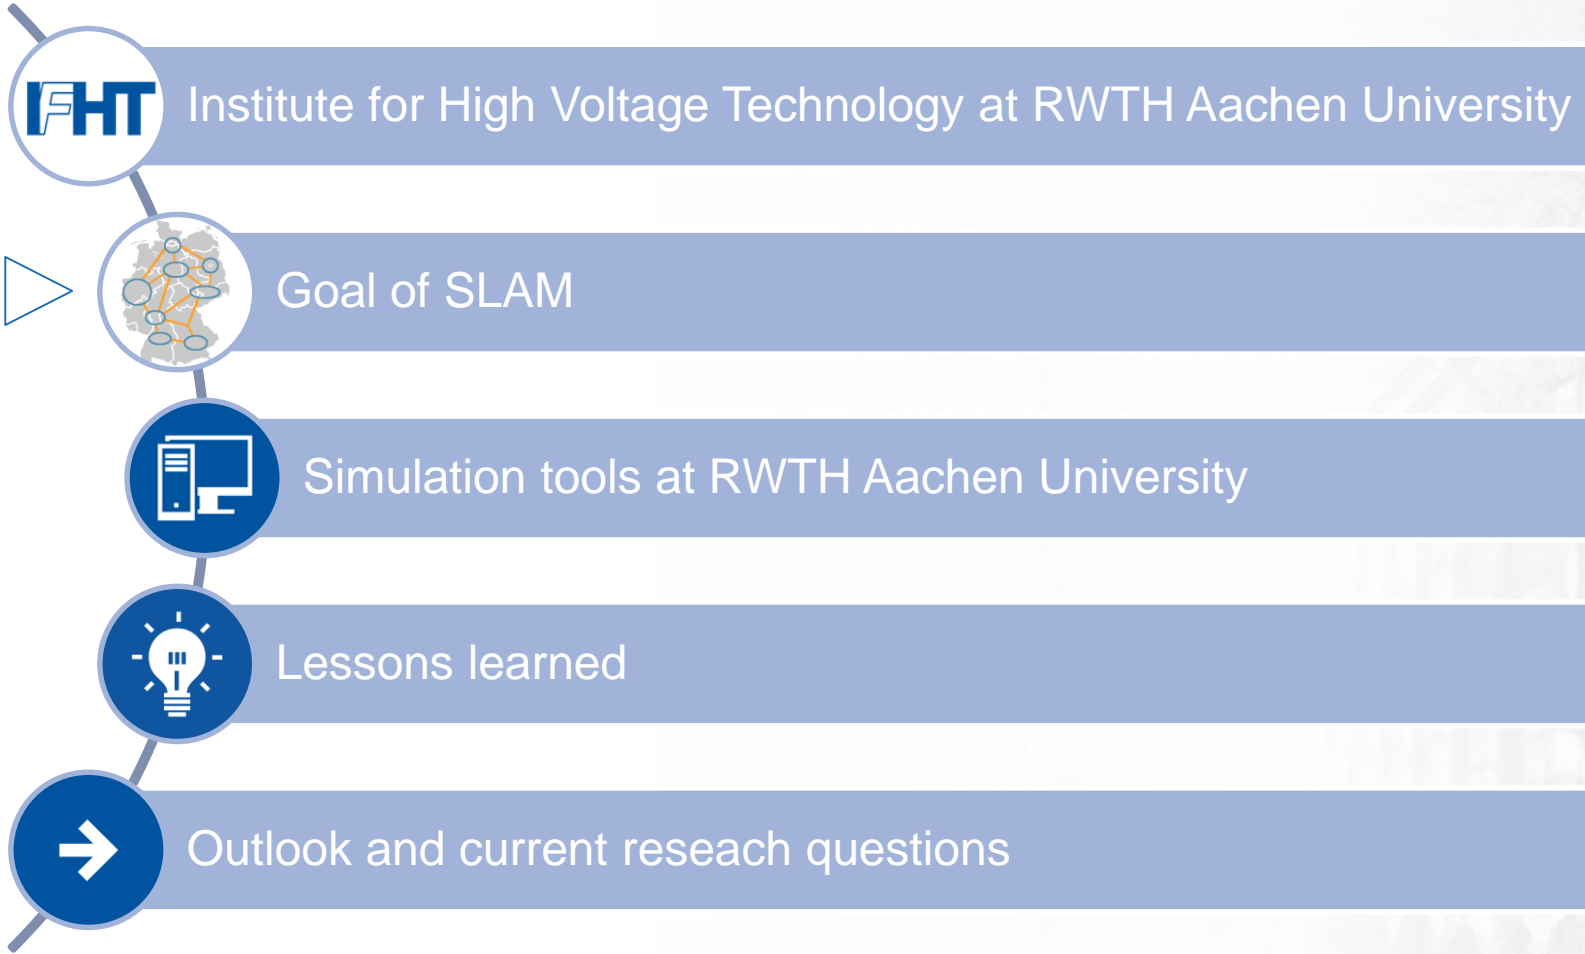 IFHT
Institute for High Voltage Technology at RWTH Aachen University
Goal of SLAM
Simulation tools at RWTH Aachen University
Lessons learned
Outlook and current reseach questions